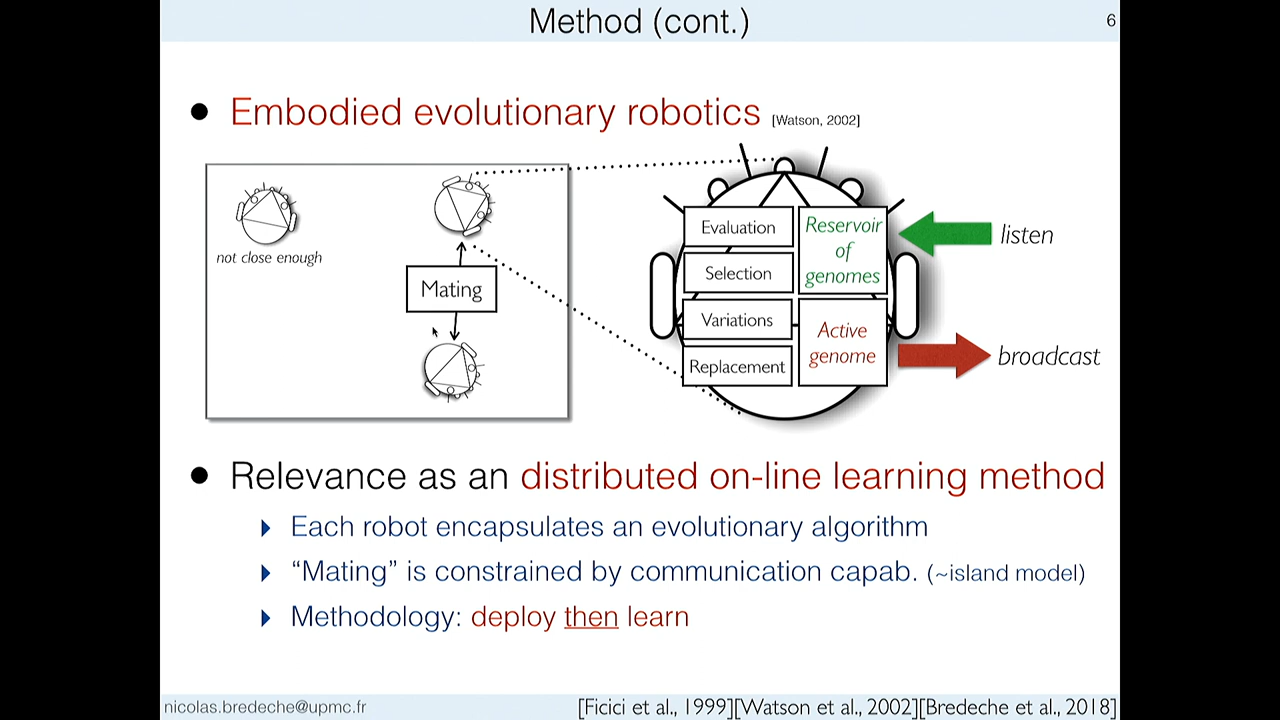 Method (cont.)
6
● Embodied evolutionary robotics [Watson, 2002]
not close enough
Mating
Evaluation
Selection
Variations
Replacement
Reservoir
of
genomes
Active
genome
listen
broadcast
● Relevance as an distributed on-line learning method
Each robot encapsulates an evolutionary algorithm
“Mating” is constrained by communication capab. (~island model)
Methodology: deploy then learn
nicolas.bredeche@upmc.fr
[Ficici et al., 1999][Watson et al., 2002][Bredeche et al., 2018]